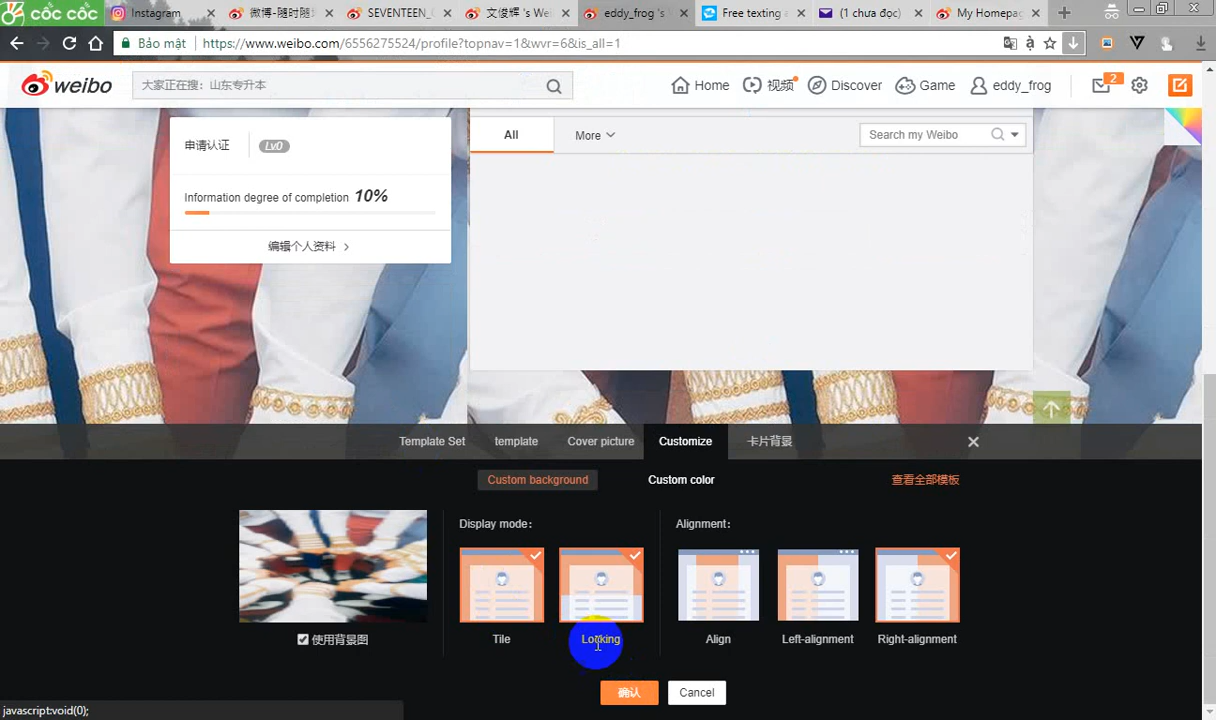 CỐC CỐC
Instagram
微博-随时随
SEVENTEEN_
文俊辉 's We
eddy_frog 's
Free texting a
(1 chưa đọc)
My Homepag
Bảo mật
https://www.weibo.com/6556275524/profile?topnav=1&wvr=6&is_all=1
weibo
大家正在搜：山东专升本
Home
视频
Discover
Game
eddy_frog
2
申请认证
Lv0
All
More
Search my Weibo
Information degree of completion 10%
编辑个人资料
Template Set
template
Cover picture
Customize
卡片背景
Custom background
Custom color
查看全部模板
Display mode：
Alignment：
使用背景图
Tile
Locking
Align
Left-alignment
Right-alignment
确认
Cancel
javascript:void(0);